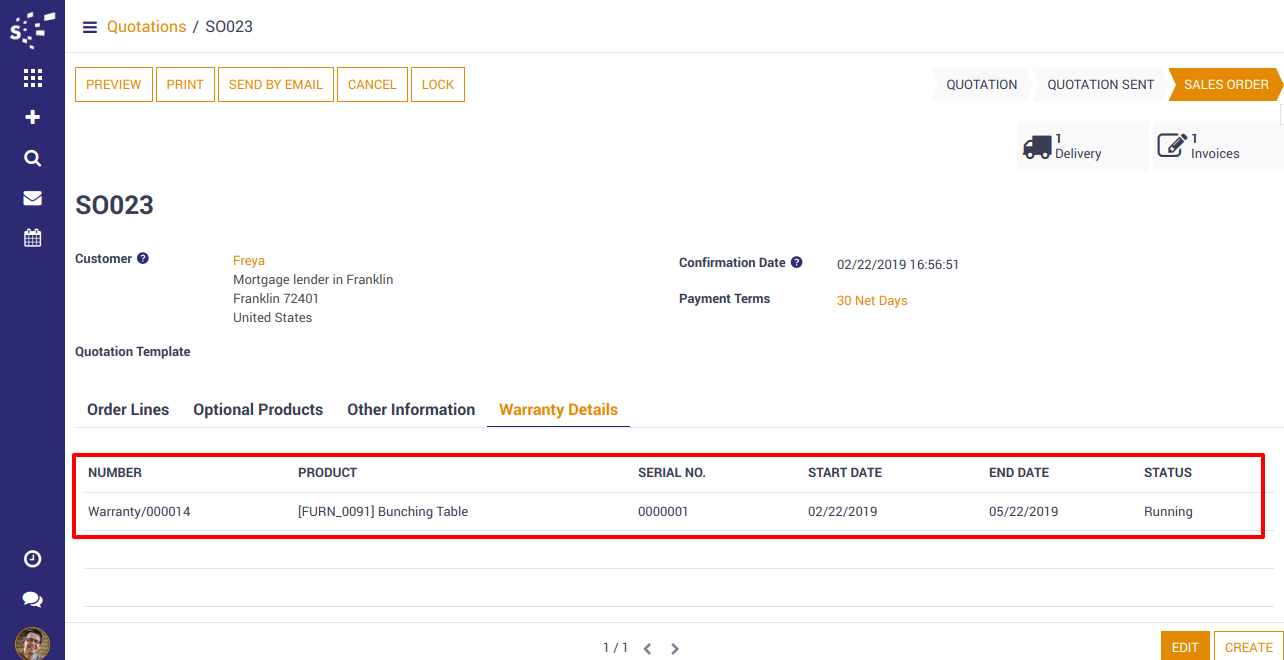 Quotations / SO023
PREVIEW PRINT SEND BY EMAIL CANCEL LOCK QUOTATION QUOTATION SENT SALES ORDER
1 Delivery
1 Invoices
SO023
Customer ?
Freya
Mortgage lender in Franklin
Franklin 72401
United States
Confirmation Date ? 02/22/2019 16:56:51
Payment Terms 30 Net Days
Quotation Template
Order Lines Optional Products Other Information Warranty Details
NUMBER PRODUCT SERIAL NO. START DATE END DATE STATUS
Warranty/000014 [FURN_0091] Bunching Table 0000001 02/22/2019 05/22/2019 Running
1 / 1
EDIT CREATE